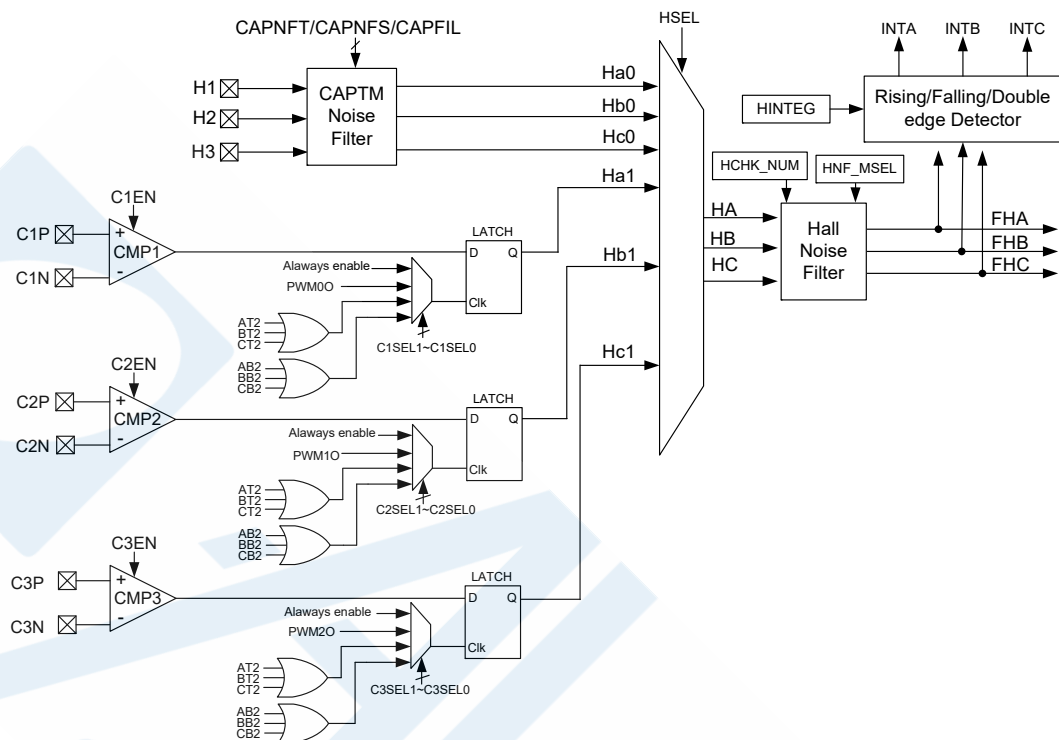 CAPNFT/CAPNFS/CAPFIL
HSEL
INTA
INTB
INTC
H1
H2
H3
CAPTM
Noise
Filter
Ha0
Hb0
Hc0
Ha1
Hb1
Hc1
HINTEG
Rising/Falling/Double
edge Detector
HCHK_NUM
HNF_MSEL
HA
HB
HC
Hall
Noise
Filter
FHA
FHB
FHC
C1EN
C1P
C1N
+
-
CMP1
LATCH
D
Q
Clk
Alaways enable
PWM0O
AT2
BT2
CT2
AB2
BB2
CB2
C1SEL1~C1SEL0
C2EN
C2P
C2N
+
-
CMP2
LATCH
D
Q
Clk
Alaways enable
PWM1O
AT2
BT2
CT2
AB2
BB2
CB2
C2SEL1~C2SEL0
C3EN
C3P
C3N
+
-
CMP3
LATCH
D
Q
Clk
Alaways enable
PWM2O
AT2
BT2
CT2
AB2
BB2
CB2
C3SEL1~C3SEL0